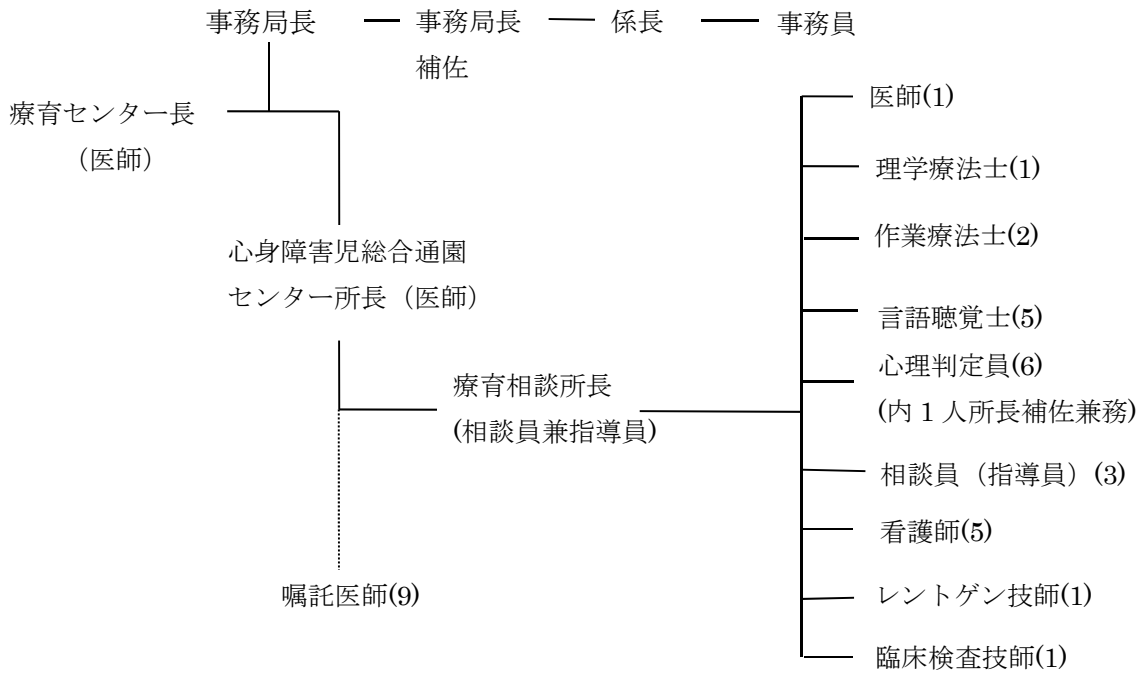 事務局長
事務局長
補佐
係長
事務員
療育センター長
（医師）
心身障害児総合通園
センター所長（医師）
療育相談所長
(相談員兼指導員)
嘱託医師(9)
医師(1)
理学療法士(1)
作業療法士(2)
言語聴覚士(5)
心理判定員(6)
(内 1 人所長補佐兼務)
相談員（指導員）(3)
看護師(5)
レントゲン技師(1)
臨床検査技師(1)